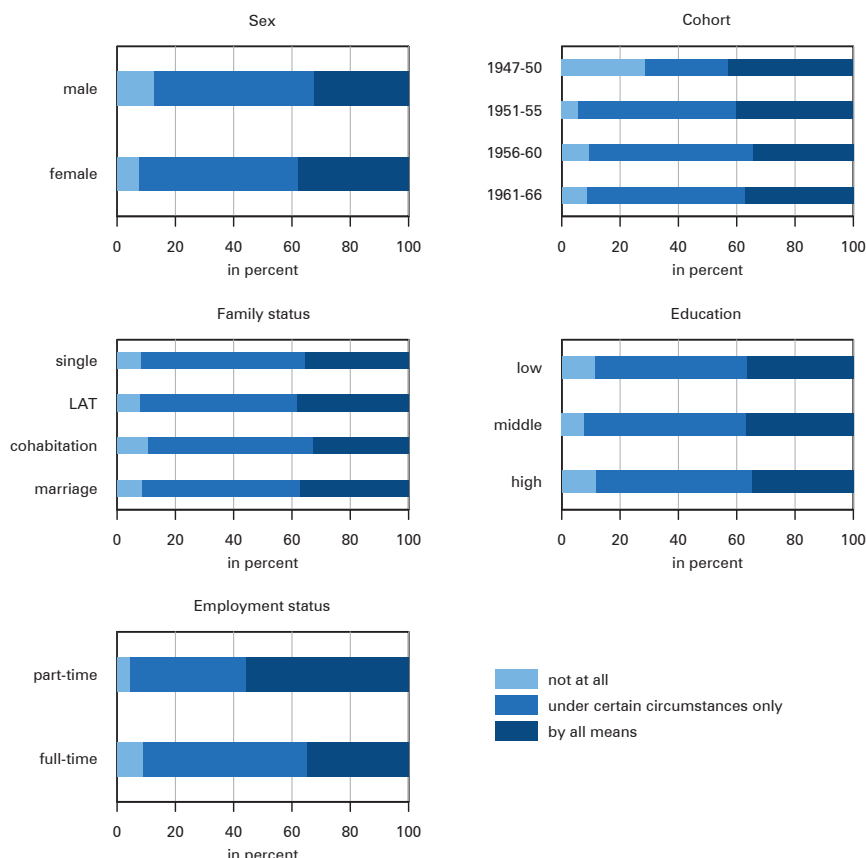 Sex
male
female
0 20 40 60 80 100
in percent
Cohort
1947-50
1951-55
1956-60
1961-66
0 20 40 60 80 100
in percent
Family status
single
LAT
cohabitation
marriage
0 20 40 60 80 100
in percent
Education
low
middle
high
0 20 40 60 80 100
in percent
Employment status
part-time
full-time
0 20 40 60 80 100
in percent
not at all
under certain circumstances only
by all means